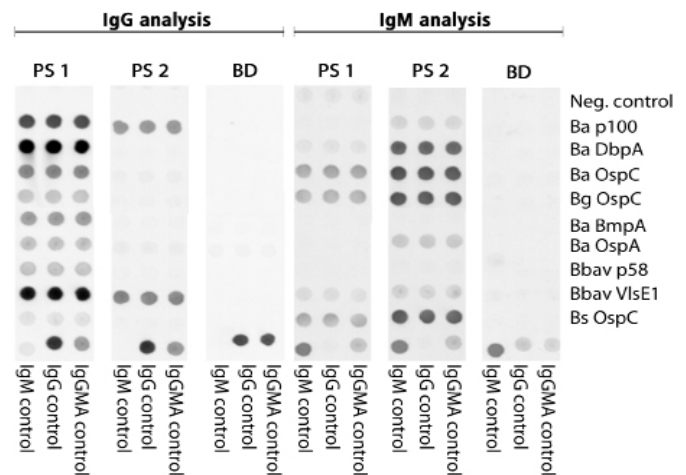 IgG analysis IgM analysis
PS 1 PS 2 BD PS 1 PS 2 BD
Neg. control
Ba p100
Ba DbpA
Ba OspC
Bg OspC
Ba BmpA
Ba OspA
Bbav p58
Bbav VlsE1
Bs OspC
IgM control
IgG control
IgGMA control
IgM control
IgG control
IgGMA control
IgM control
IgG control
IgGMA control
IgM control
IgG control
IgGMA control
IgM control
IgG control
IgGMA control
IgM control
IgG control
IgGMA control